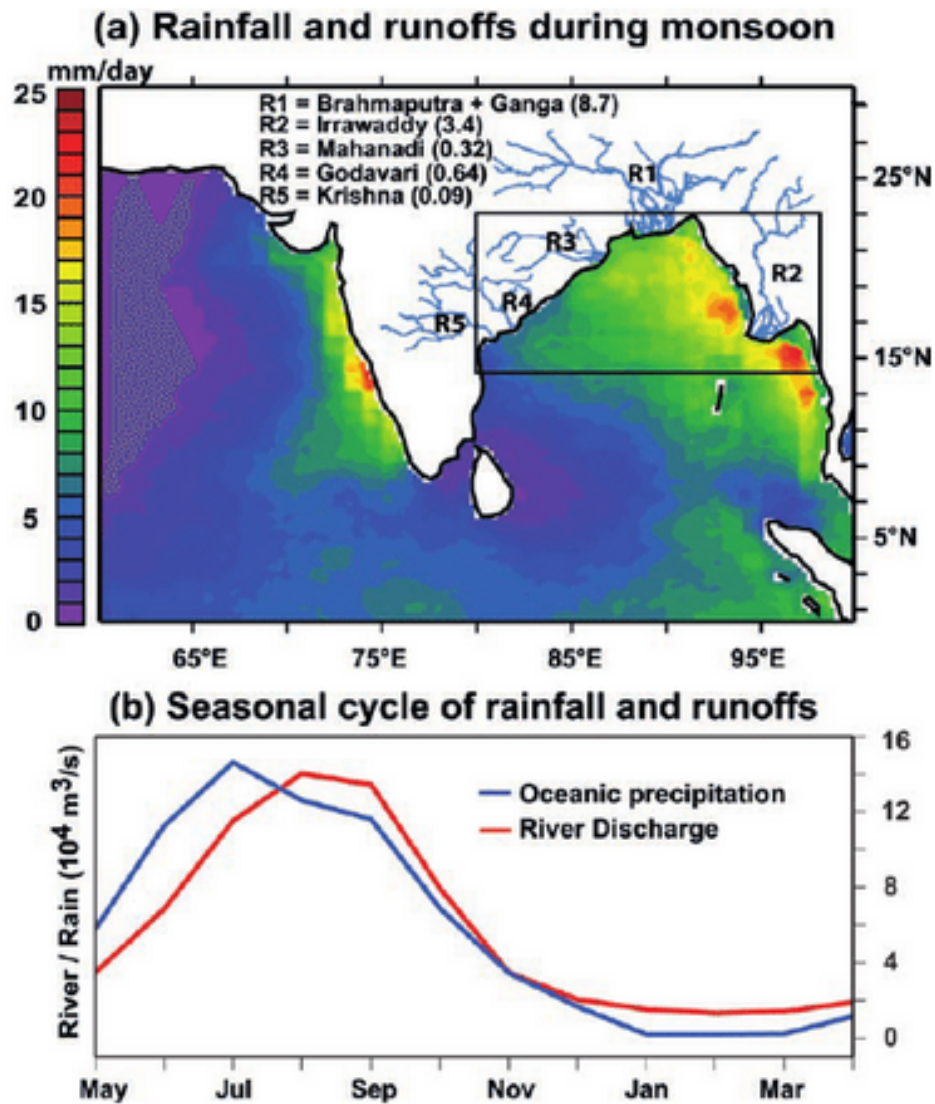 (a) Rainfall and runoffs during monsoon
mm/day
25
20
15
10
5
0
R1 = Brahmaputra + Ganga (8.7)
R2 = Irrawaddy (3.4)
R3 = Mahanadi (0.32)
R4 = Godavari (0.64)
R5 = Krishna (0.09)
R1
R3
R2
R4
R5
25°N
15°N
5°N
65°E
75°E
85°E
95°E
(b) Seasonal cycle of rainfall and runoffs
River / Rain (10⁴ m³/s)
Oceanic precipitation
River Discharge
16
12
8
4
0
May
Jul
Sep
Nov
Jan
Mar